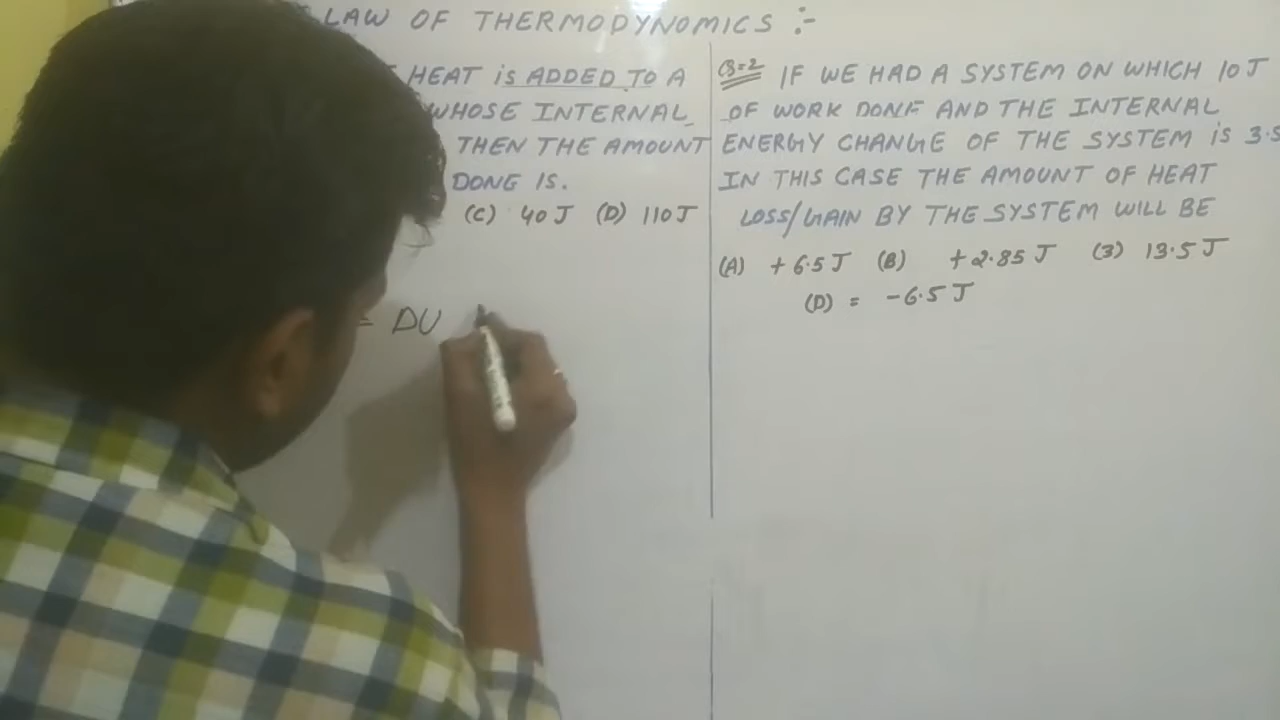 LAW OF THERMODYNOMICS :-
HEAT is ADDED TO A
WHOSE INTERNAL
THEN THE AMOUNT
DONG IS.
(C) 40 J (D) 110 J
= DU
Q=2 IF WE HAD A SYSTEM ON WHICH 10 J
OF WORK DONE AND THE INTERNAL
ENERGY CHANGE OF THE SYSTEM is 3.5
IN THIS CASE THE AMOUNT OF HEAT
LOSS/GAIN BY THE SYSTEM WILL BE
(A) +6.5 J (B) +2.85 J (3) 13.5 J
(D) = -6.5 J